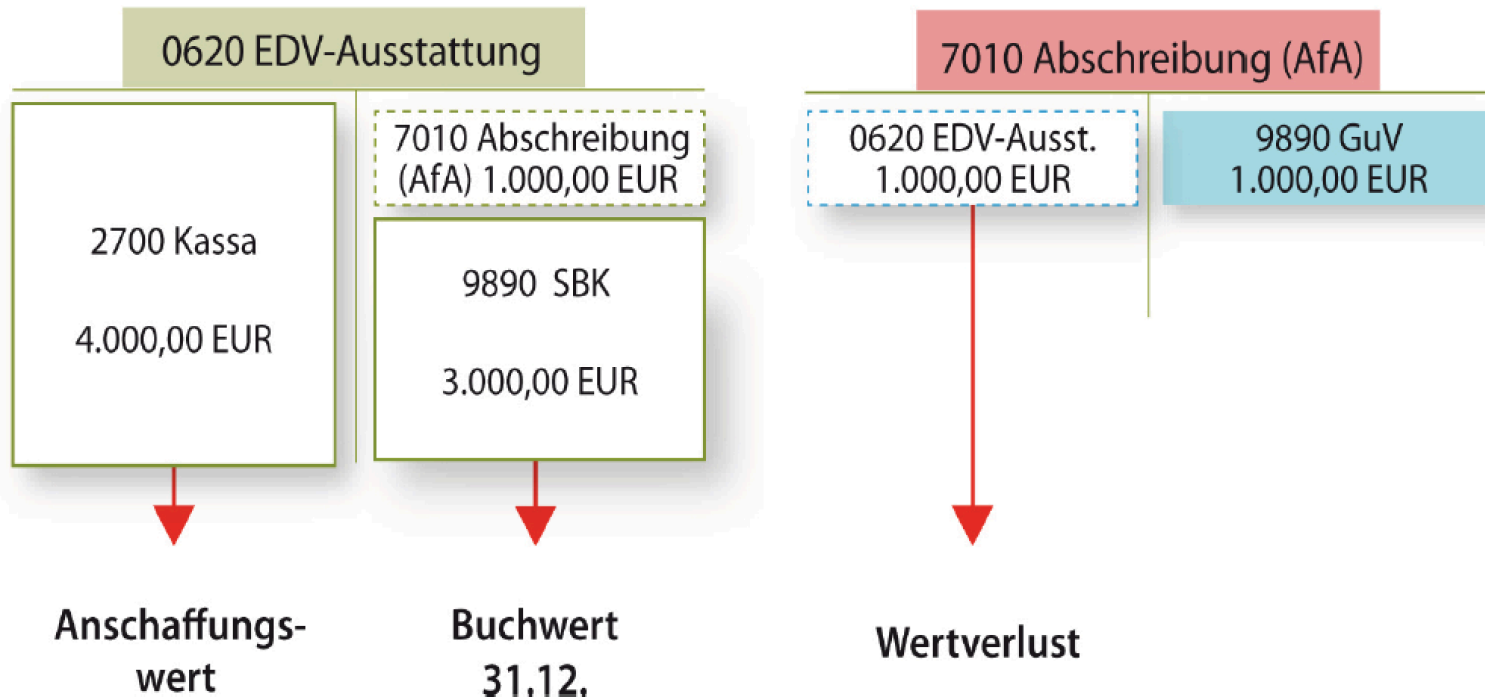 0620 EDV-Ausstattung
2700 Kassa
4.000,00 EUR
7010 Abschreibung
(AfA) 1.000,00 EUR
9890 SBK
3.000,00 EUR
Anschaffungs-
wert
Buchwert
31.12.
7010 Abschreibung (AfA)
0620 EDV-Ausst.
1.000,00 EUR
9890 GuV
1.000,00 EUR
Wertverlust